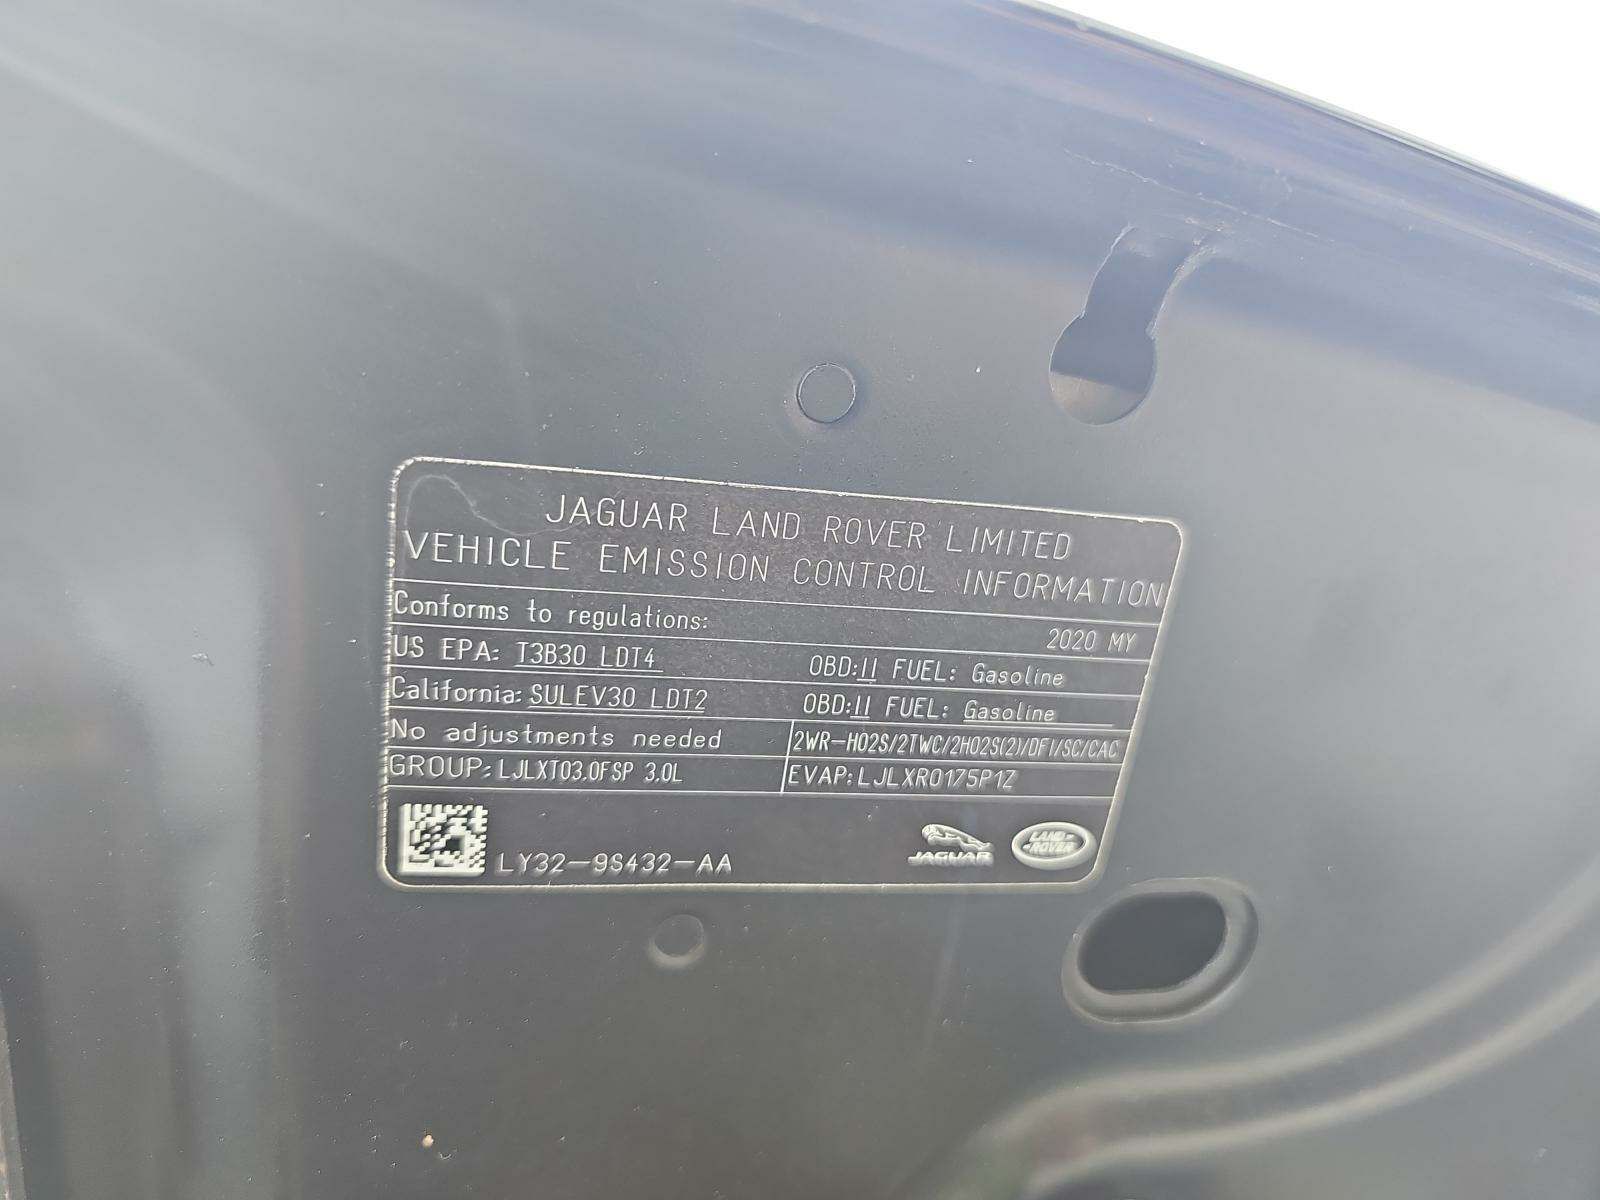 JAGUAR LAND ROVER LIMITED
VEHICLE EMISSION CONTROL INFORMATION
Conforms to regulations:
2020 MY
US EPA: T3B30 LDT4 OBD:II FUEL: Gasoline
California: SULEV30 LDT2 OBD:II FUEL: Gasoline
No adjustments needed 2WR-HO2S/2TWC/2HO2S(2)/DFI/SC/CAC
GROUP: LJLXT03.0FSP 3.0L EVAP: LJLXR0175P1Z
LY32-9S432-AA
JAGUAR
LAND-
ROVER